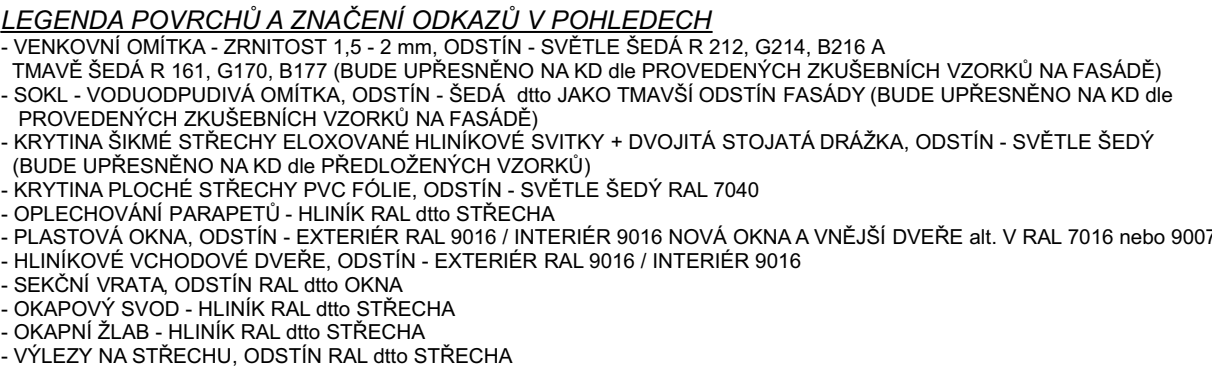 LEGENDA POVRCHŮ A ZNAČENÍ ODKAZŮ V POHLEDECH
- VENKOVNÍ OMÍTKA - ZRNITOST 1,5 - 2 mm, ODSTÍN - SVĚTLE ŠEDÁ R 212, G214, B216 A
TMAVĚ ŠEDÁ R 161, G170, B177 (BUDE UPŘESNĚNO NA KD dle PROVEDENÝCH ZKUŠEBNÍCH VZORKŮ NA FASÁDĚ)
- SOKL - VODUODPUDIVÁ OMÍTKA, ODSTÍN - ŠEDÁ dtto JAKO TMAVŠÍ ODSTÍN FASÁDY (BUDE UPŘESNĚNO NA KD dle
PROVEDENÝCH ZKUŠEBNÍCH VZORKŮ NA FASÁDĚ)
- KRYTINA ŠIKMÉ STŘECHY ELOXOVANÉ HLINÍKOVÉ SVITKY + DVOJITÁ STOJATÁ DRÁŽKA, ODSTÍN - SVĚTLE ŠEDÝ
(BUDE UPŘESNĚNO NA KD dle PŘEDLOŽENÝCH VZORKŮ)
- KRYTINA PLOCHÉ STŘECHY PVC FÓLIE, ODSTÍN - SVĚTLE ŠEDÝ RAL 7040
- OPLECHOVÁNÍ PARAPETŮ - HLINÍK RAL dtto STŘECHA
- PLASTOVÁ OKNA, ODSTÍN - EXTERIÉR RAL 9016 / INTERIÉR 9016 NOVÁ OKNA A VNĚJŠÍ DVEŘE alt. V RAL 7016 nebo 9007
- HLINÍKOVÉ VCHODOVÉ DVEŘE, ODSTÍN - EXTERIÉR RAL 9016 / INTERIÉR 9016
- SEKČNÍ VRATA, ODSTÍN RAL dtto OKNA
- OKAPOVÝ SVOD - HLINÍK RAL dtto STŘECHA
- OKAPNÍ ŽLAB - HLINÍK RAL dtto STŘECHA
- VÝLEZY NA STŘECHU, ODSTÍN RAL dtto STŘECHA